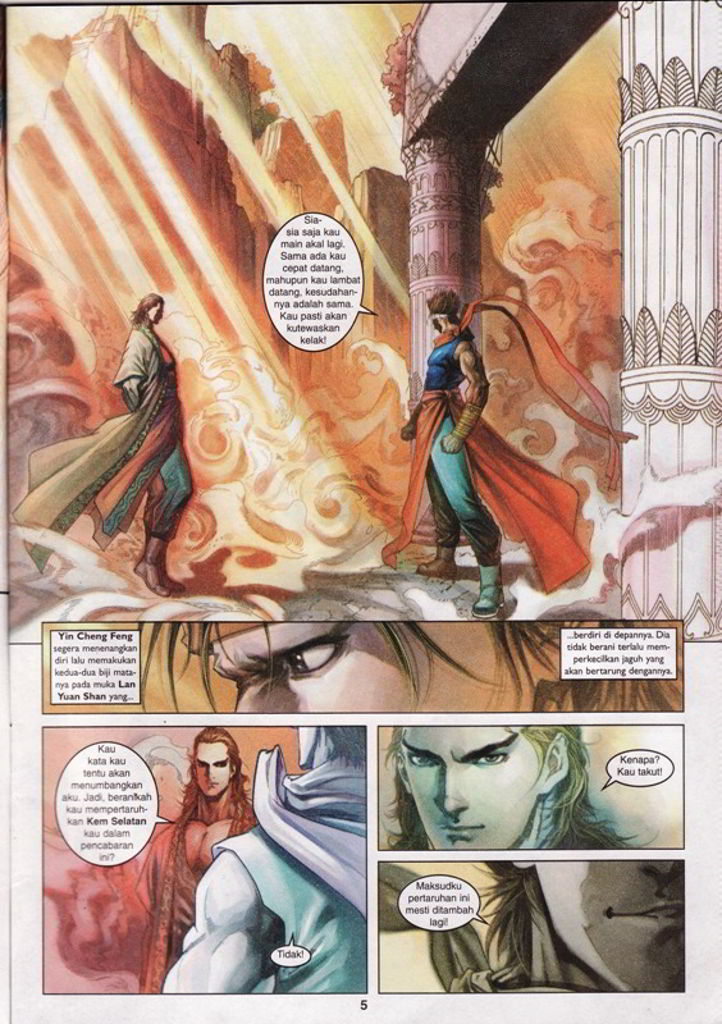 Sia-
sia saja kau
main akal lagi.
Sama ada kau
cepat datang,
mahupun kau lambat
datang, kesudahan-
nya adalah sama.
Kau pasti akan
kutewaskan
kelak!
Yin Cheng Feng
segera menenangkan
diri lalu memakukan
kedua-dua biji mata-
nya pada muka Lan
Yuan Shan yang...
...berdiri di depannya. Dia
tidak berani terlalu mem-
perkecilkan jaguh yang
akan bertarung dengannya.
Kau
kata kau
tentu akan
menumbangkan
aku. Jadi, beranikah
kau mempertaruh-
kan Kem Selatan
kau dalam
pencabaran
ini?
Tidak!
Kenapa?
Kau takut!
Maksudku
pertaruhan ini
mesti ditambah
lagi!
5